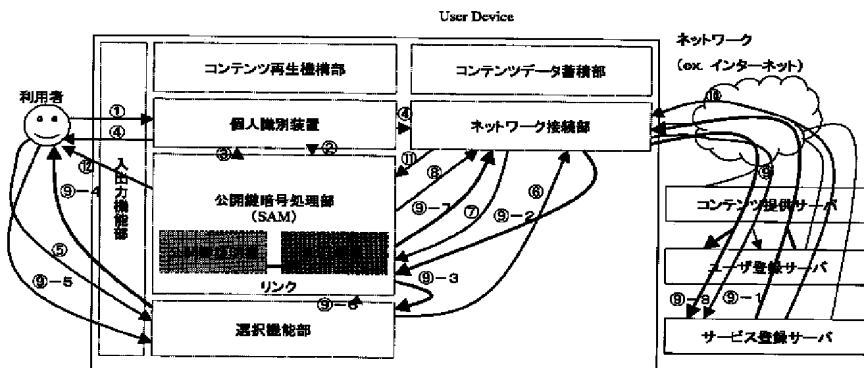 User Device
ネットワーク
(ex. インターネット)
コンテンツ再生機構部
コンテンツデータ蓄積部
利用者
①
④
個人識別装置
④
ネットワーク接続部
⑩
③
②
⑪
⑧
⑥
⑨
⑫
入出力機能部
⑨-4
公開鍵暗号処理部
(SAM)
⑨-7
⑦
⑨-2
コンテンツ提供サーバ
⑤
⑨-5
⑨-3
ユーザ登録サーバ
リンク
⑨-6
⑨-8
⑨-1
選択機能部
サービス登録サーバ